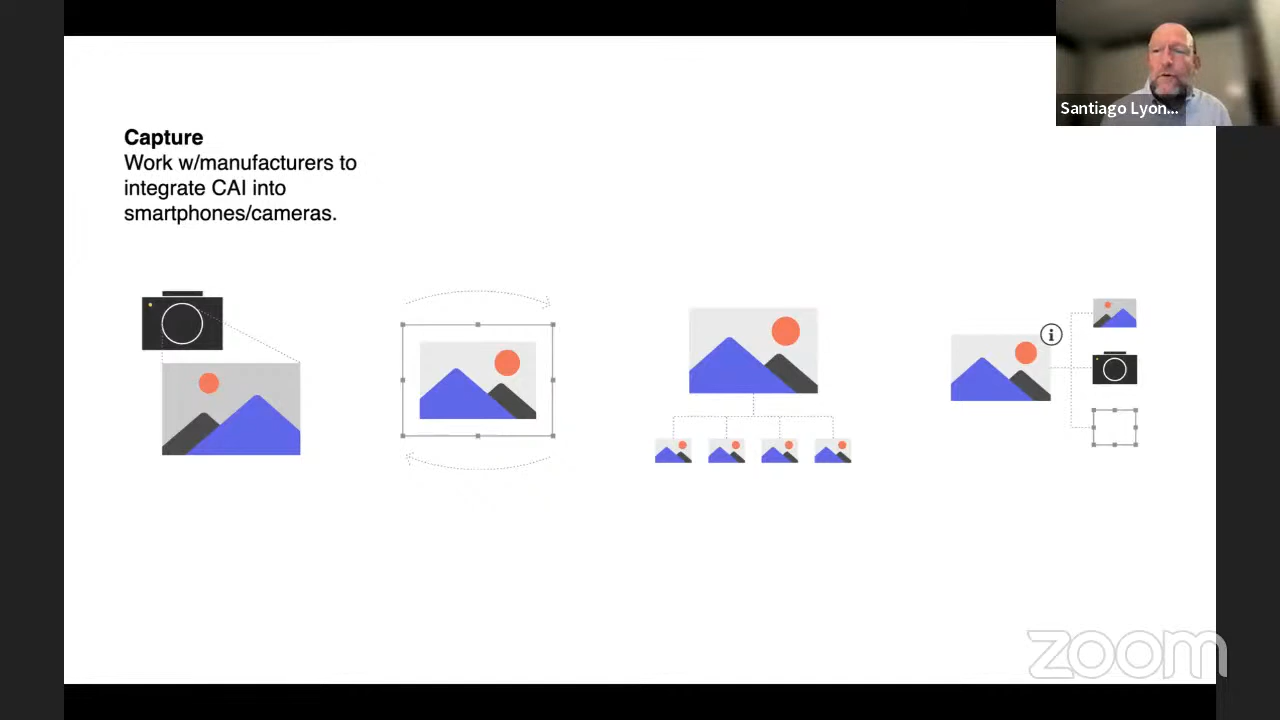 Capture
Work w/manufacturers to
integrate CAI into
smartphones/cameras.
Santiago Lyon...
i
zoom